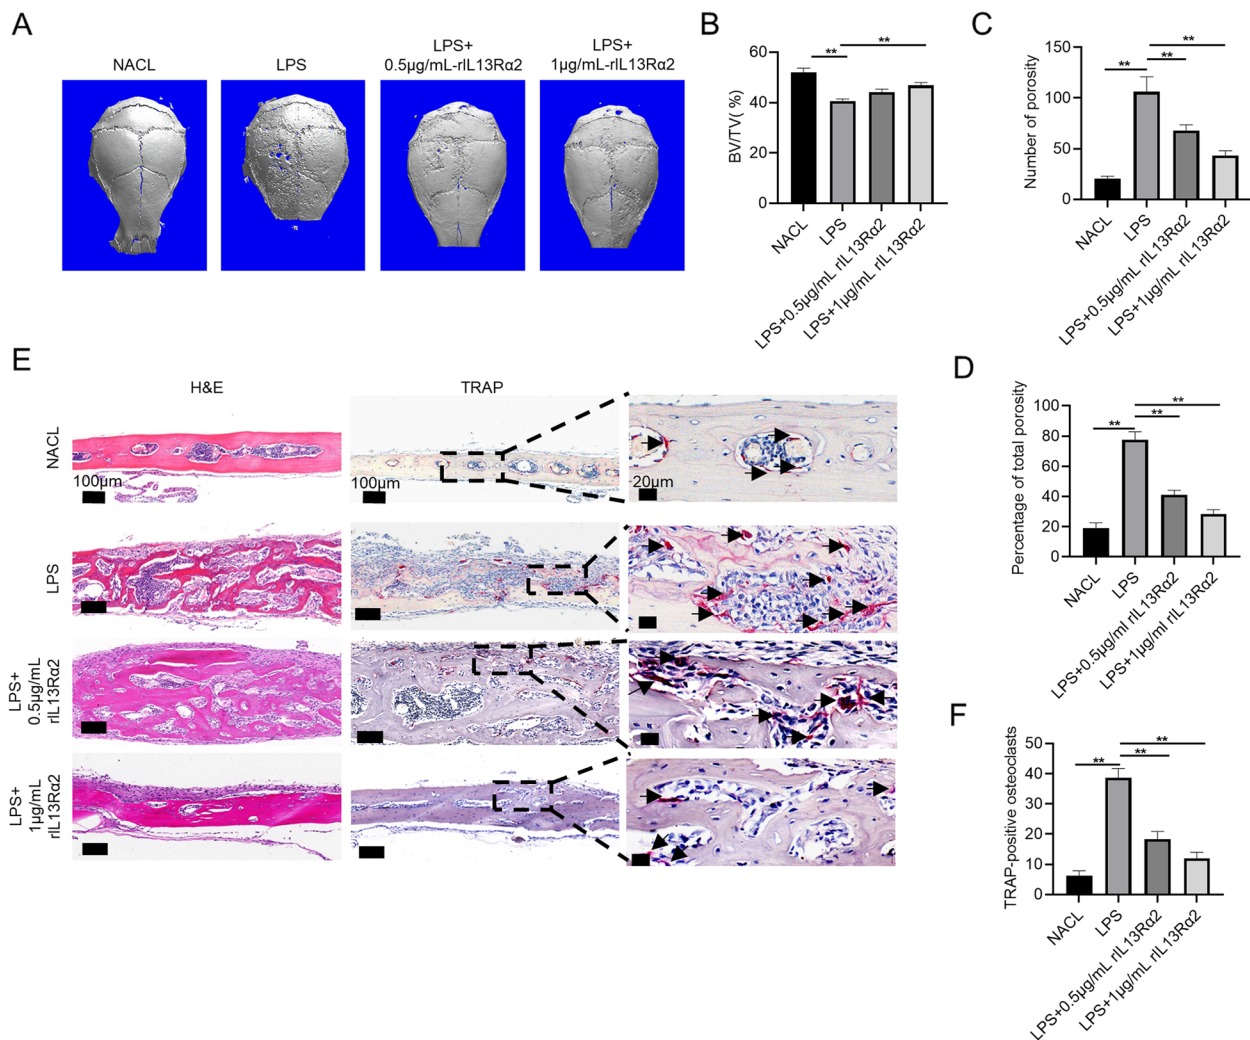 A
NACL
LPS
LPS+
0.5μg/mL-rIL13Rα2
LPS+
1μg/mL-rIL13Rα2
B
BV/TV( %)
60
40
20
0
**
**
NACL
LPS
LPS+0.5μg/mL rIL13Rα2
LPS+1μg/mL rIL13Rα2
C
Number of porosity
150
100
50
0
**
**
**
NACL
LPS
LPS+0.5μg/mL rIL13Rα2
LPS+1μg/mL rIL13Rα2
E
H&E
TRAP
NACL
100μm
100μm
20μm
LPS
LPS+
0.5μg/mL
rIL13Rα2
LPS+
1μg/mL
rIL13Rα2
D
Percentage of total porosity
100
80
60
40
20
0
**
**
**
NACL
LPS
LPS+0.5μg/ml rIL13Rα2
LPS+1μg/ml rIL13Rα2
F
TRAP-positive osteoclasts
50
40
30
20
10
0
**
**
**
NACL
LPS
LPS+0.5μg/mL rIL13Rα2
LPS+1μg/mL rIL13Rα2